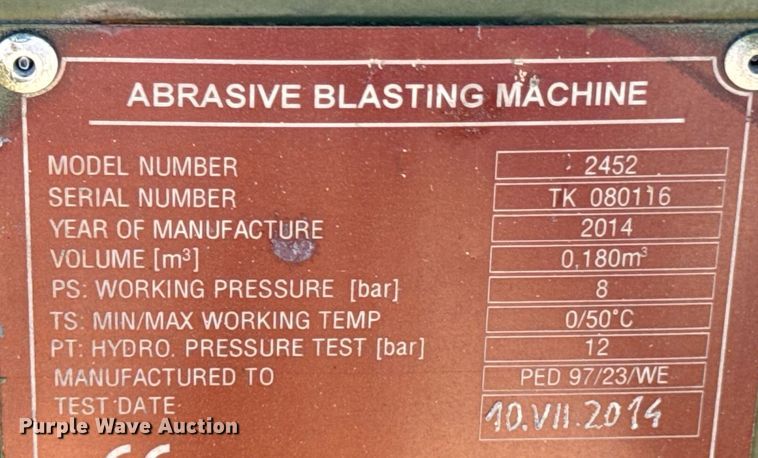 ABRASIVE BLASTING MACHINE
MODEL NUMBER 2452
SERIAL NUMBER TK 080116
YEAR OF MANUFACTURE 2014
VOLUME [m³] 0,180m³
PS: WORKING PRESSURE [bar] 8
TS: MIN/MAX WORKING TEMP 0/50°C
PT: HYDRO. PRESSURE TEST [bar] 12
MANUFACTURED TO PED 97/23/WE
TEST DATE 10.VII.2014
Purple Wave Auction
CE